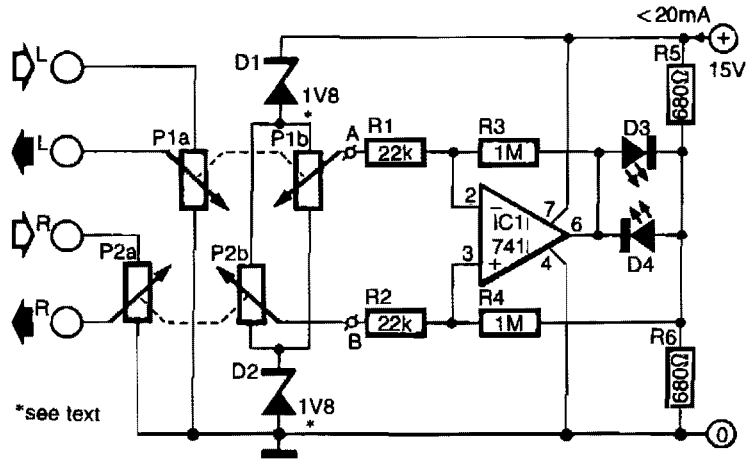 <20mA
L
D1
R5
+
15V
1V8
*
680Ω
L
P1a
P1b
A
R1
R3
D3
22k
1M
R
2
7
IC1
6
P2a
P2b
3
+
741
4
D4
R
R2
R4
B
22k
1M
R6
D2
680Ω
1V8
*see text
*
0